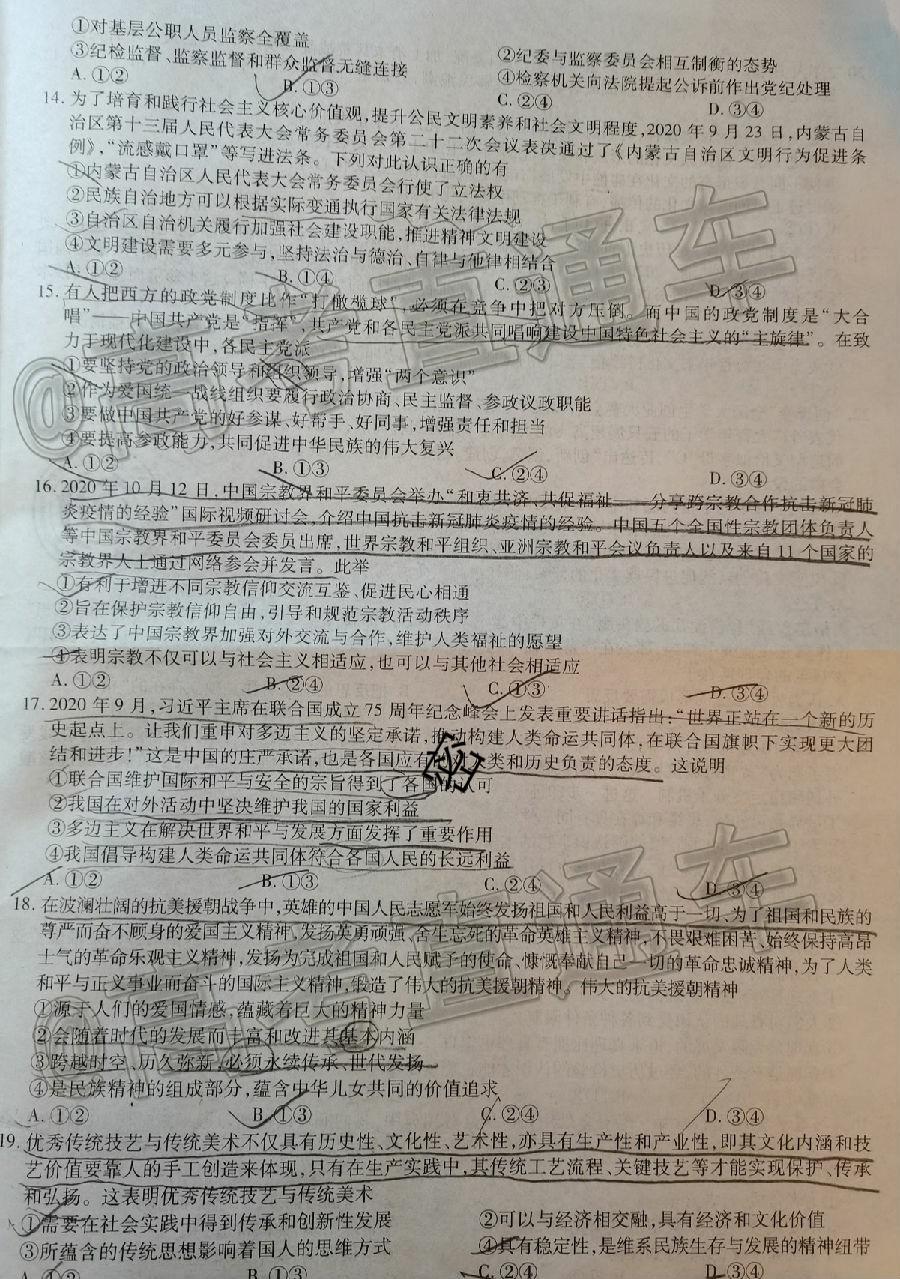 ①对基层公职人员监察全覆盖
②纪委与监察委员会相互制衡的态势
③纪检监督、监察监督和群众监督无缝连接
④检察机关向法院提起公诉前作出党纪处理
A. ①② B. ①③ C. ②④ D. ③④
14. 为了培育和践行社会主义核心价值观,提升公民文明素养和社会文明程度,2020年9月23日,内蒙古自
治区第十三届人民代表大会常务委员会第二十二次会议表决通过了《内蒙古自治区文明行为促进条
例》,“流感戴口罩”等写进法条。下列对此认识正确的有
①内蒙古自治区人民代表大会常务委员会行使了立法权
②民族自治地方可以根据实际变通执行国家有关法律法规
③自治区自治机关履行加强社会建设职能,推进精神文明建设
④文明建设需要多元参与,坚持法治与德治、自律与他律相结合
A. ①② B. ①④ C. ②③ D. ③④
15. 有人把西方的政党制度比作“打橄榄球”,必须在竞争中把对方压倒。而中国的政党制度是“大合
唱”——中国共产党是“指挥”,共产党和各民主党派共同唱响建设中国特色社会主义的“主旋律”。在致
力于现代化建设中,各民主党派
①要坚持党的政治领导和组织领导,增强“两个意识”
②作为爱国统一战线组织要履行政治协商、民主监督、参政议政职能
③要做中国共产党的好参谋、好帮手、好同事,增强责任和担当
④要提高参政能力,共同促进中华民族的伟大复兴
A. ①② B. ①③ C. ②④ D. ③④
16. 2020年10月12日,中国宗教界和平委员会举办“和衷共济、共促福祉——分享跨宗教合作抗击新冠肺
炎疫情的经验”国际视频研讨会,介绍中国抗击新冠肺炎疫情的经验。中国五个全国性宗教团体负责人
等中国宗教界和平委员会委员出席,世界宗教和平组织、亚洲宗教和平会议负责人以及来自11个国家的
宗教界人士通过网络参会并发言。此举
①有利于增进不同宗教信仰交流互鉴、促进民心相通
②旨在保护宗教信仰自由,引导和规范宗教活动秩序
③表达了中国宗教界加强对外交流与合作,维护人类福祉的愿望
④表明宗教不仅可以与社会主义相适应,也可以与其他社会相适应
A. ①② B. ②④ C. ①③ D. ③④
17. 2020年9月,习近平主席在联合国成立75周年纪念峰会上发表重要讲话指出:“世界正站在一个新的历
史起点上。让我们重申对多边主义的坚定承诺,推动构建人类命运共同体,在联合国旗帜下实现更大团
结和进步!”这是中国的庄严承诺,也是各国应有 类和历史负责的态度。这说明
①联合国维护国际和平与安全的宗旨得到了各国的认可
②我国在对外活动中坚决维护我国的国家利益
③多边主义在解决世界和平与发展方面发挥了重要作用
④我国倡导构建人类命运共同体符合各国人民的长远利益
A. ①② B. ①③ C. ②④ D. ③④
18. 在波澜壮阔的抗美援朝战争中,英雄的中国人民志愿军始终发扬祖国和人民利益高于一切、为了祖国和民族的
尊严而奋不顾身的爱国主义精神,发扬英勇顽强、舍生忘死的革命英雄主义精神,不畏艰难困苦、始终保持高昂
士气的革命乐观主义精神,发扬为完成祖国和人民赋予的使命、慷慨奉献自己一切的革命忠诚精神,为了人类
和平与正义事业而奋斗的国际主义精神,锻造了伟大的抗美援朝精神。伟大的抗美援朝精神
①源于人们的爱国情感,蕴藏着巨大的精神力量
②会随着时代的发展而丰富和改进其基本内涵
③跨越时空、历久弥新,必须永续传承、世代发扬
④是民族精神的组成部分,蕴含中华儿女共同的价值追求
A. ①② B. ①③ C. ②④ D. ③④
19. 优秀传统技艺与传统美术不仅具有历史性、文化性、艺术性,亦具有生产性和产业性,即其文化内涵和技
艺价值要靠人的手工创造来体现,只有在生产实践中,其传统工艺流程、关键技艺等才能实现保护、传承
和弘扬。这表明优秀传统技艺与传统美术
①需要在社会实践中得到传承和创新性发展
②可以与经济相交融,具有经济和文化价值
③所蕴含的传统思想影响着国人的思维方式
④具有稳定性,是维系民族生存与发展的精神纽带
A. ①② B. ①③ C. ②④ D. ③④
@高考直通车
@高考直通车